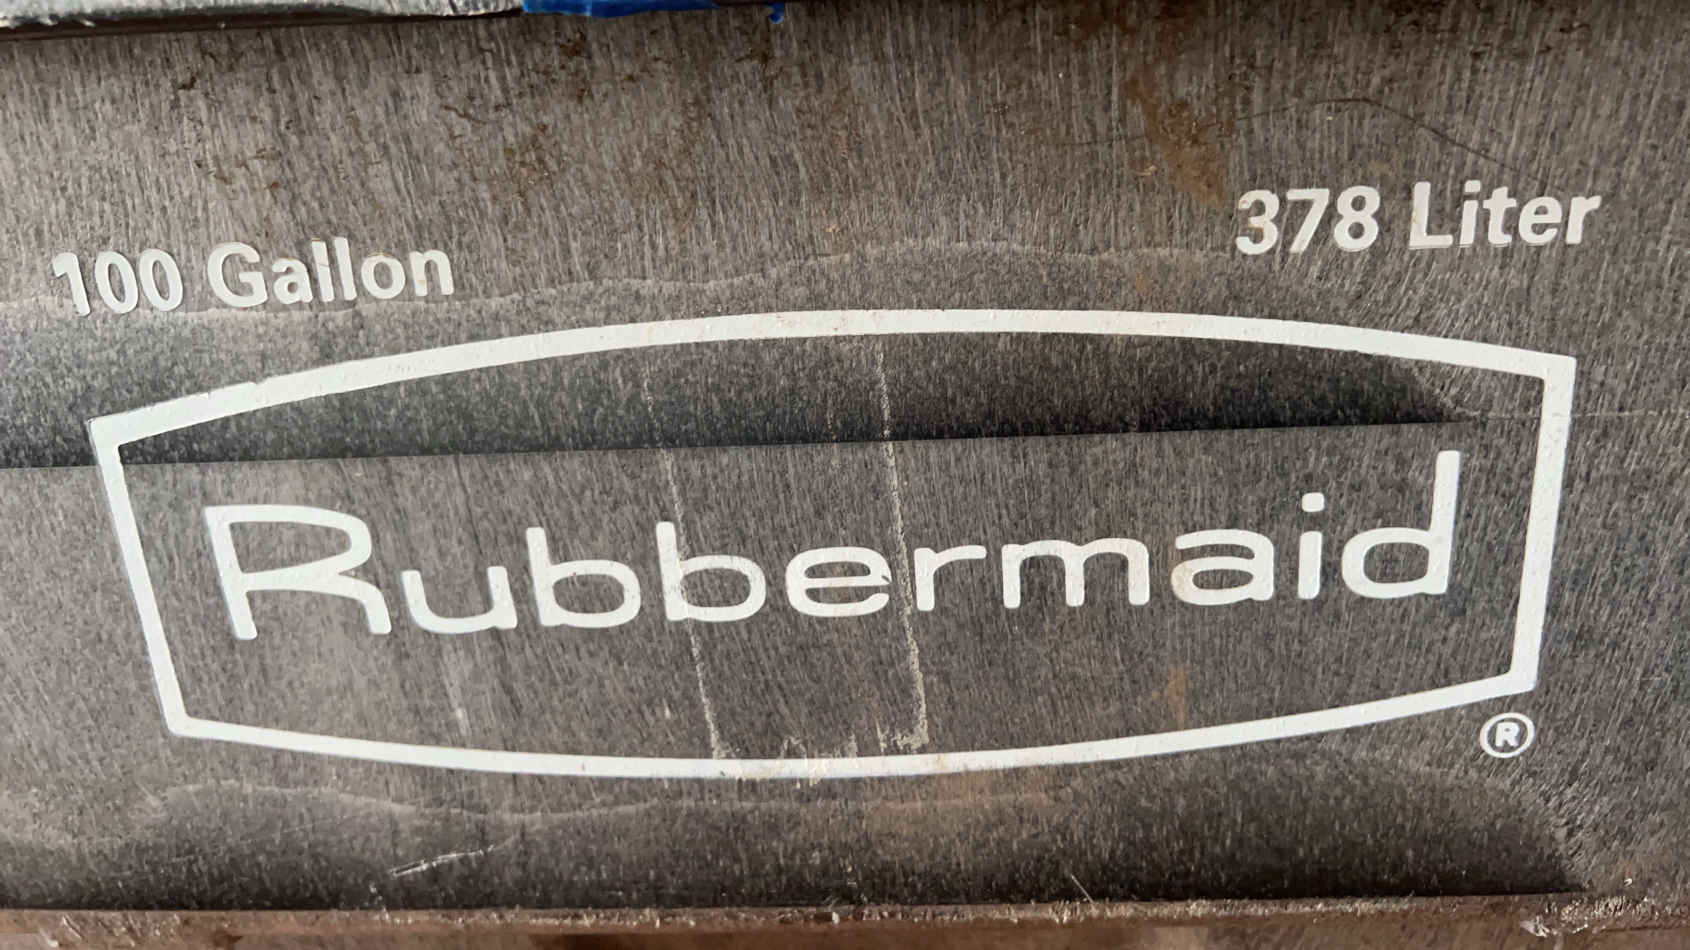 100 Gallon
378 Liter
Rubbermaid
®